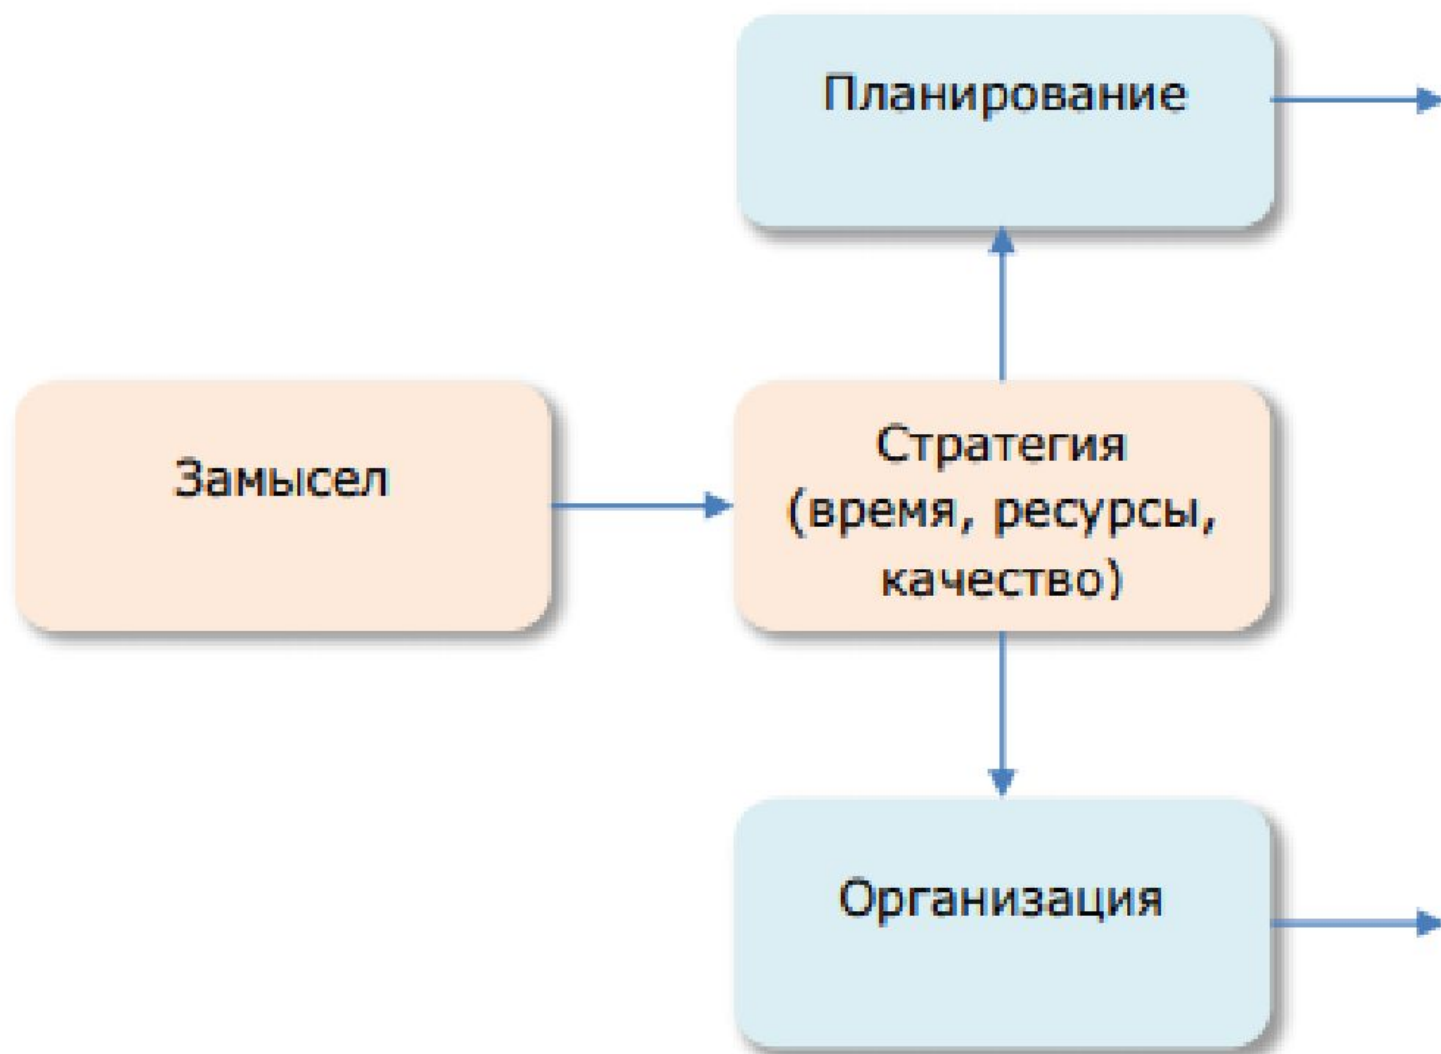 Планирование
Замысел
Стратегия
(время, ресурсы,
качество)
Организация